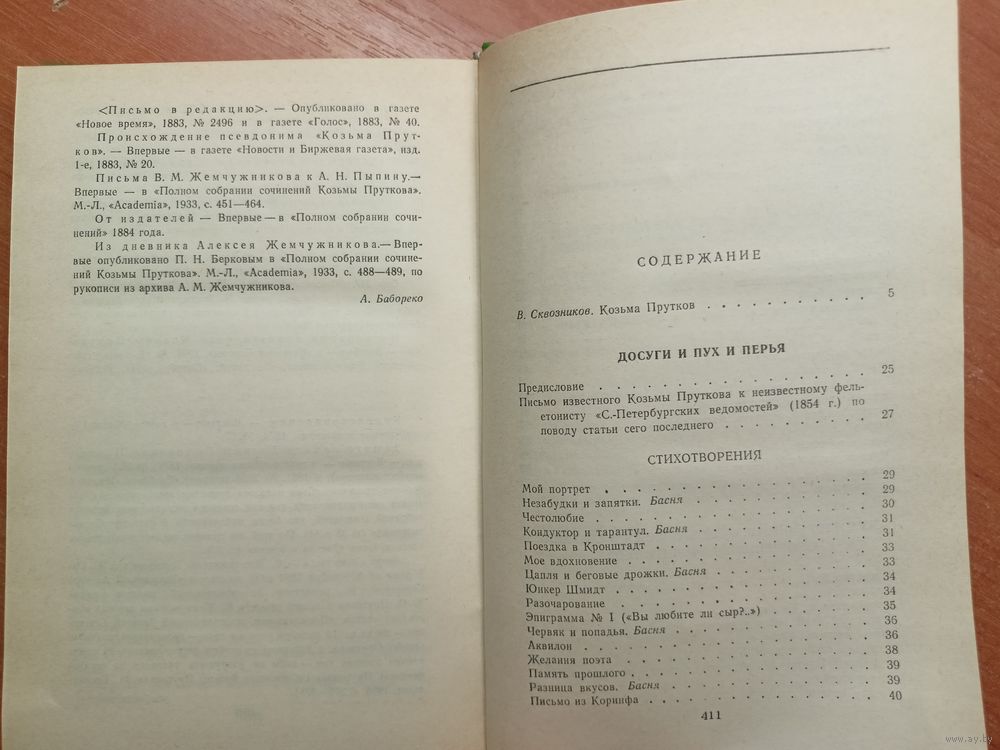 <Письмо в редакцию>. — Опубликовано в газете
«Новое время», 1883, № 2496 и в газете «Голос», 1883, № 40.
Происхождение псевдонима «Козьма Прут-
ков». — Впервые — в газете «Новости и Биржевая газета», изд.
1-е, 1883, № 20.
Письма В. М. Жемчужникова к А. Н. Пыпину.—
Впервые — в «Полном собрании сочинений Козьмы Пруткова».
М.-Л., «Academia», 1933, с. 451—464.
От издателей — Впервые — в «Полном собрании сочи-
нений» 1884 года.
Из дневника Алексея Жемчужникова.— Впер-
вые опубликовано П. Н. Берковым в «Полном собрании сочине-
ний Козьмы Пруткова». М.-Л., «Academia», 1933, с. 488—489, по
рукописи из архива А. М. Жемчужникова.
А. Бабореко
СОДЕРЖАНИЕ
В. Сквозников. Козьма Прутков . . . . . . . . . . . 5
ДОСУГИ И ПУХ И ПЕРЬЯ
Предисловие . . . . . . . . . . . . . . . . . 25
Письмо известного Козьмы Пруткова к неизвестному фель-
етонисту «С.-Петербургских ведомостей» (1854 г.) по
поводу статьи сего последнего . . . . . . . . . . 27
СТИХОТВОРЕНИЯ
Мой портрет . . . . . . . . . . . . . . . . . 29
Незабудки и запятки. Басня . . . . . . . . . . . . 29
Честолюбие . . . . . . . . . . . . . . . . . 30
Кондуктор и тарантул. Басня . . . . . . . . . . . . 31
Поездка в Кронштадт . . . . . . . . . . . . . . 31
Мое вдохновение . . . . . . . . . . . . . . . 33
Цапля и беговые дрожки. Басня . . . . . . . . . . . 33
Юнкер Шмидт . . . . . . . . . . . . . . . . 34
Разочарование . . . . . . . . . . . . . . . . 34
Эпиграмма № I («Вы любите ли сыр?..») . . . . . . . . 35
Червяк и попадья. Басня . . . . . . . . . . . . . 36
Аквилон . . . . . . . . . . . . . . . . . . 36
Желания поэта . . . . . . . . . . . . . . . . 38
Память прошлого . . . . . . . . . . . . . . . 39
Разница вкусов. Басня . . . . . . . . . . . . . . 39
Письмо из Коринфа . . . . . . . . . . . . . . 40
411
www.ay.by